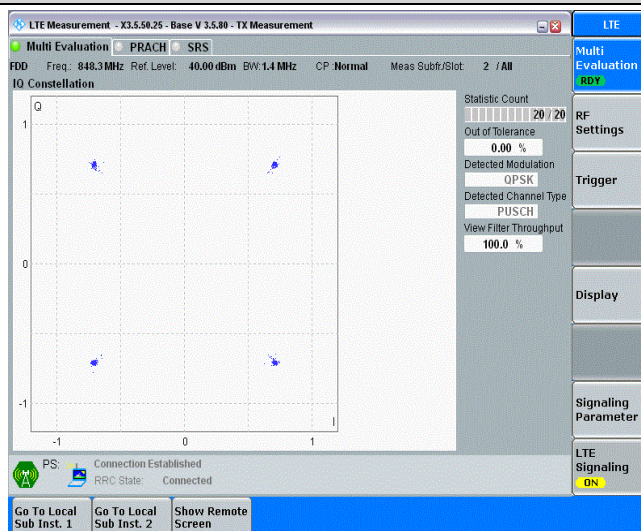 LTE Measurement - X3.5.50.25 - Base V 3.5.80 - TX Measurement
LTE
Multi Evaluation PRACH SRS
FDD Freq.: 848.3 MHz Ref. Level: 40.00 dBm BW: 1.4 MHz CP : Normal Meas Subfr./Slot: 2 / All
IQ Constellation
Q
1
0
-1
-1 0 1
I
Statistic Count
20 / 20
Out of Tolerance
0.00 %
Detected Modulation
QPSK
Detected Channel Type
PUSCH
View Filter Throughput
100.0 %
PS: Connection Established
RRC State: Connected
Multi
Evaluation
RDY
RF
Settings
Trigger
Display
Signaling
Parameter
LTE
Signaling
ON
Go To Local
Sub Inst. 1
Go To Local
Sub Inst. 2
Show Remote
Screen